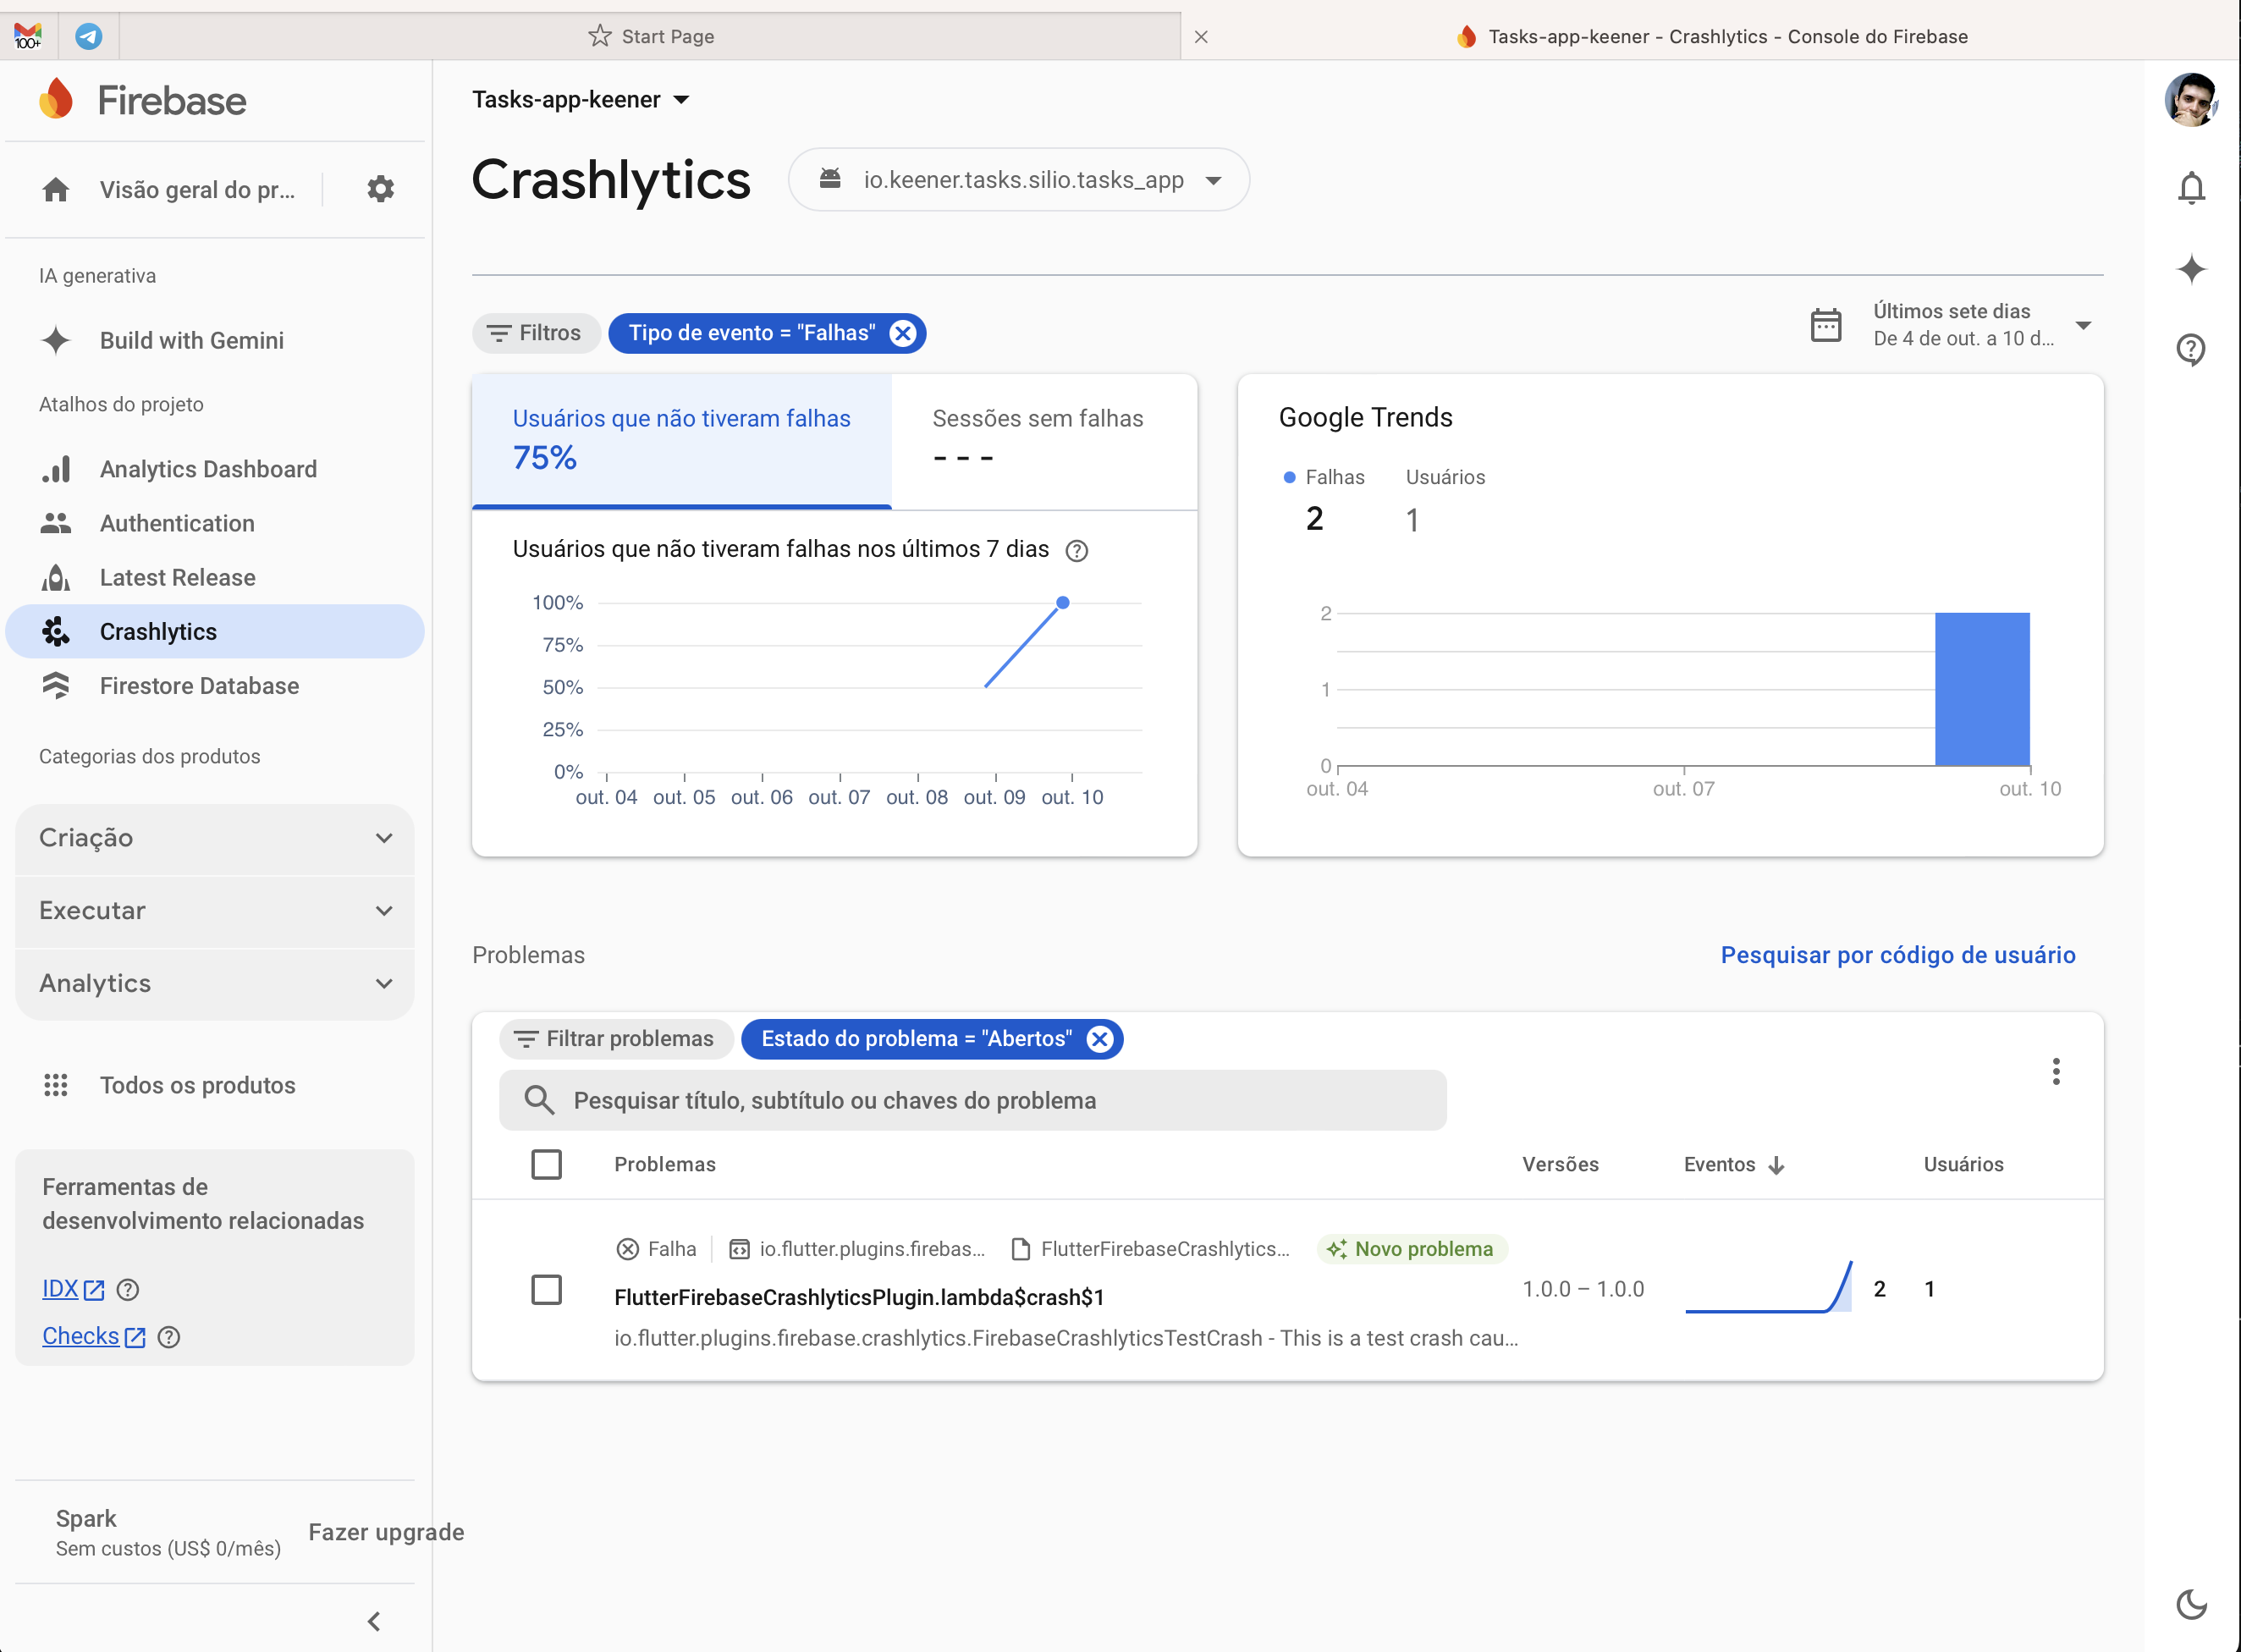 100+
Start Page
Tasks-app-keener - Crashlytics - Console do Firebase
Firebase
Visão geral do pr...
IA generativa
Build with Gemini
Atalhos do projeto
Analytics Dashboard
Authentication
Latest Release
Crashlytics
Firestore Database
Categorias dos produtos
Criação
Executar
Analytics
Todos os produtos
Ferramentas de
desenvolvimento relacionadas
IDX
Checks
Spark
Sem custos (US$ 0/mês)
Fazer upgrade
Tasks-app-keener
Crashlytics
io.keener.tasks.silio.tasks_app
Filtros
Tipo de evento = "Falhas"
Últimos sete dias
De 4 de out. a 10 d...
Usuários que não tiveram falhas
75%
Sessões sem falhas
- - -
Usuários que não tiveram falhas nos últimos 7 dias
100%
75%
50%
25%
0%
out. 04 out. 05 out. 06 out. 07 out. 08 out. 09 out. 10
Google Trends
Falhas Usuários
2 1
2
1
0
out. 04 out. 07 out. 10
Problemas
Pesquisar por código de usuário
Filtrar problemas
Estado do problema = "Abertos"
Pesquisar título, subtítulo ou chaves do problema
Problemas Versões Eventos Usuários
Falha io.flutter.plugins.firebas... FlutterFirebaseCrashlytics... Novo problema
FlutterFirebaseCrashlyticsPlugin.lambda$crash$1
io.flutter.plugins.firebase.crashlytics.FirebaseCrashlyticsTestCrash - This is a test crash cau...
1.0.0 – 1.0.0 2 1